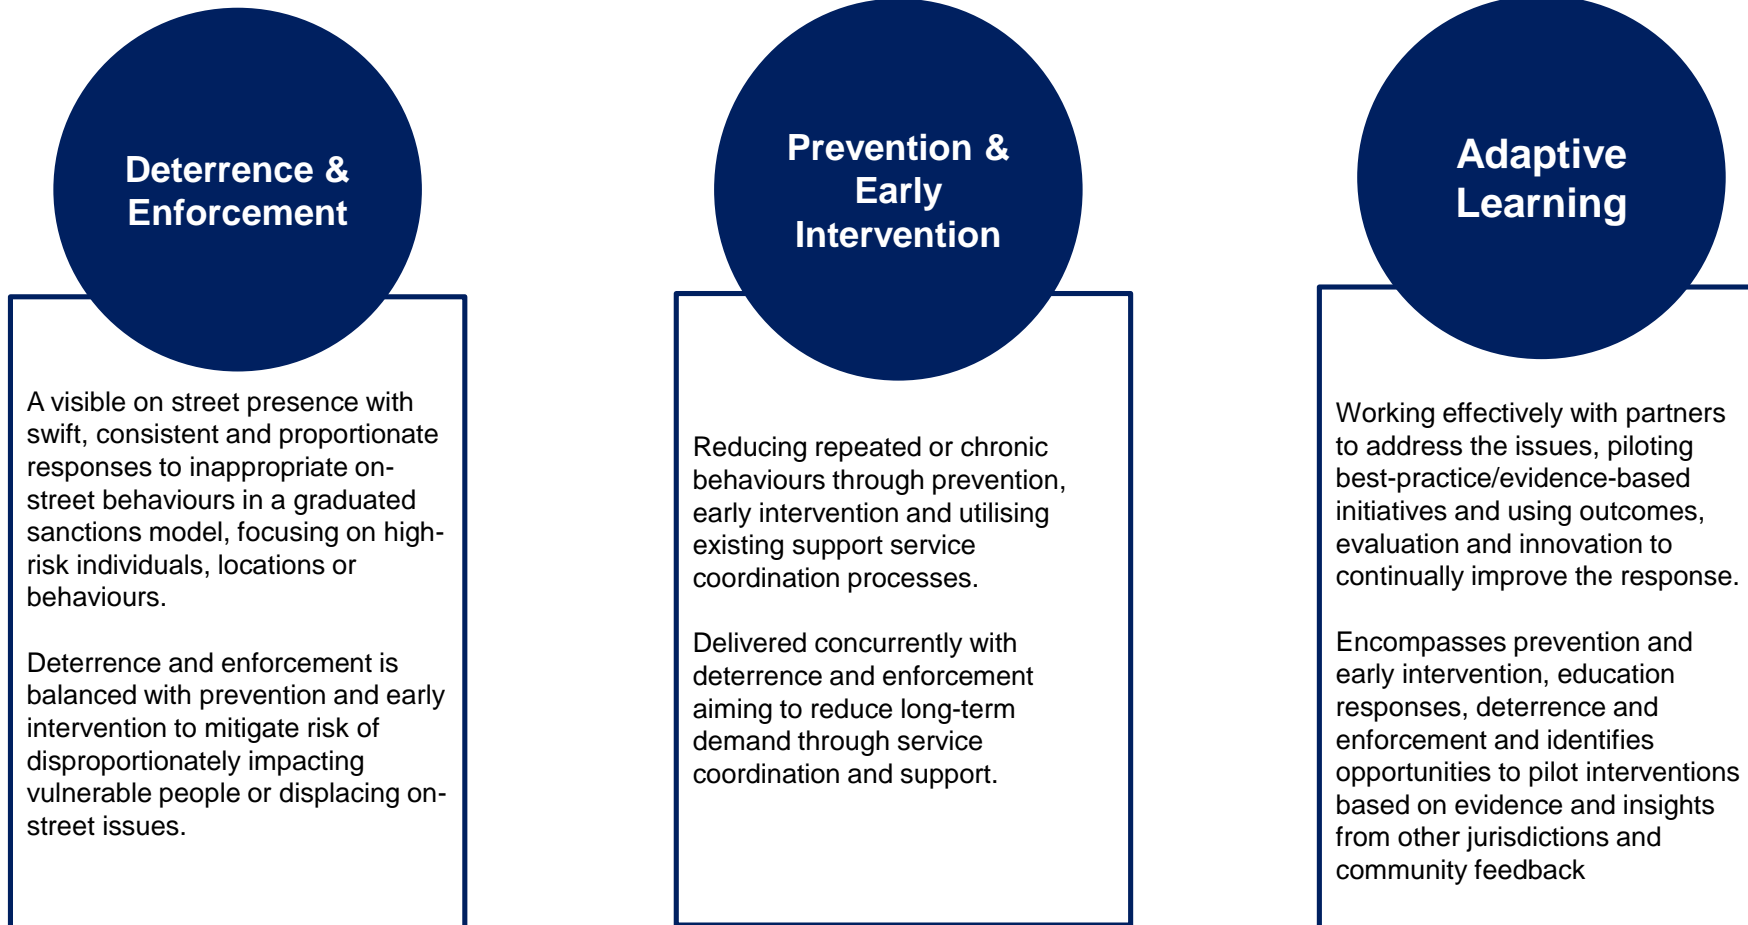 Deterrence &
Enforcement
A visible on street presence with
swift, consistent and proportionate
responses to inappropriate on-
street behaviours in a graduated
sanctions model, focusing on high-
risk individuals, locations or
behaviours.
Deterrence and enforcement is
balanced with prevention and early
intervention to mitigate risk of
disproportionately impacting
vulnerable people or displacing on-
street issues.
Prevention &
Early
Intervention
Reducing repeated or chronic
behaviours through prevention,
early intervention and utilising
existing support service
coordination processes.
Delivered concurrently with
deterrence and enforcement
aiming to reduce long-term
demand through service
coordination and support.
Adaptive
Learning
Working effectively with partners
to address the issues, piloting
best-practice/evidence-based
initiatives and using outcomes,
evaluation and innovation to
continually improve the response.
Encompasses prevention and
early intervention, education
responses, deterrence and
enforcement and identifies
opportunities to pilot interventions
based on evidence and insights
from other jurisdictions and
community feedback